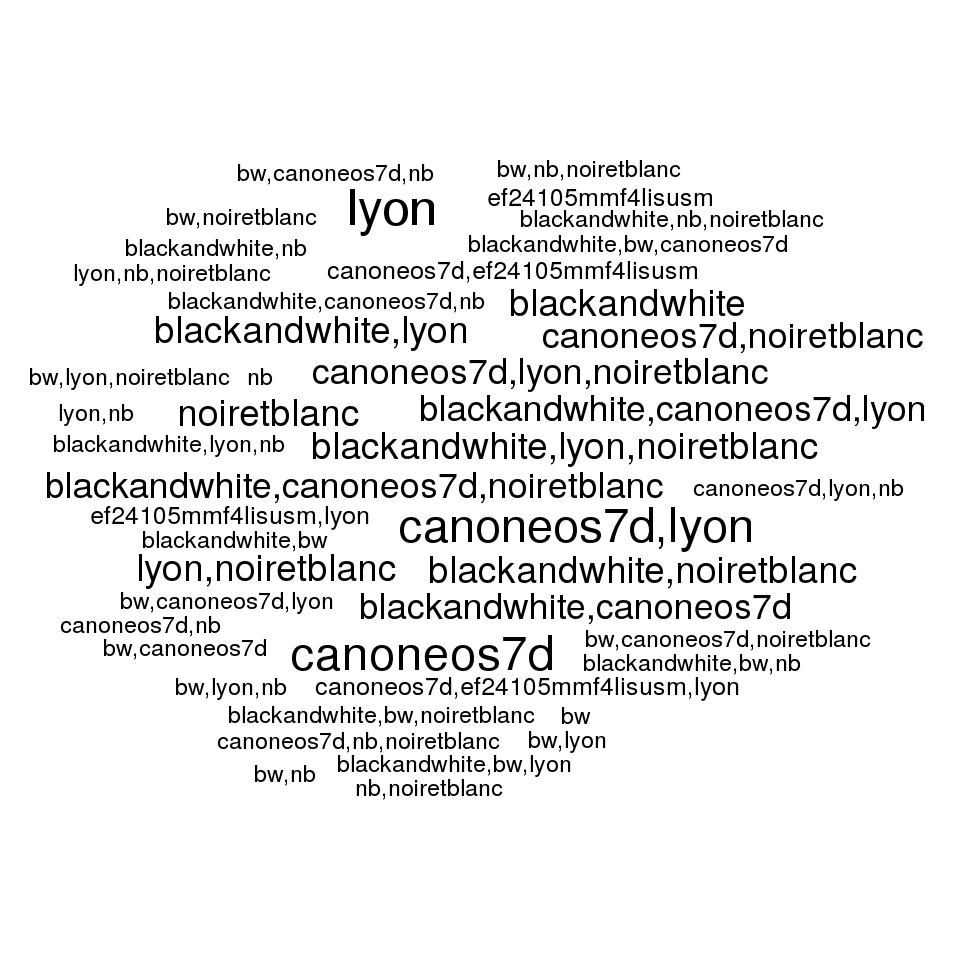 bw,canoneos7d,nb
bw,nb,noiretblanc
lyon
ef24105mmf4lisusm
bw,noiretblanc
blackandwhite,nb,noiretblanc
blackandwhite,nb
blackandwhite,bw,canoneos7d
lyon,nb,noiretblanc
canoneos7d,ef24105mmf4lisusm
blackandwhite,canoneos7d,nb
blackandwhite
blackandwhite,lyon
canoneos7d,noiretblanc
bw,lyon,noiretblanc
nb
canoneos7d,lyon,noiretblanc
lyon,nb
noiretblanc
blackandwhite,canoneos7d,lyon
blackandwhite,lyon,nb
blackandwhite,lyon,noiretblanc
blackandwhite,canoneos7d,noiretblanc
canoneos7d,lyon,nb
ef24105mmf4lisusm,lyon
canoneos7d,lyon
blackandwhite,bw
lyon,noiretblanc
blackandwhite,noiretblanc
bw,canoneos7d,lyon
blackandwhite,canoneos7d
canoneos7d,nb
bw,canoneos7d
canoneos7d
bw,canoneos7d,noiretblanc
blackandwhite,bw,nb
bw,lyon,nb
canoneos7d,ef24105mmf4lisusm,lyon
blackandwhite,bw,noiretblanc
bw
canoneos7d,nb,noiretblanc
bw,lyon
bw,nb
blackandwhite,bw,lyon
nb,noiretblanc